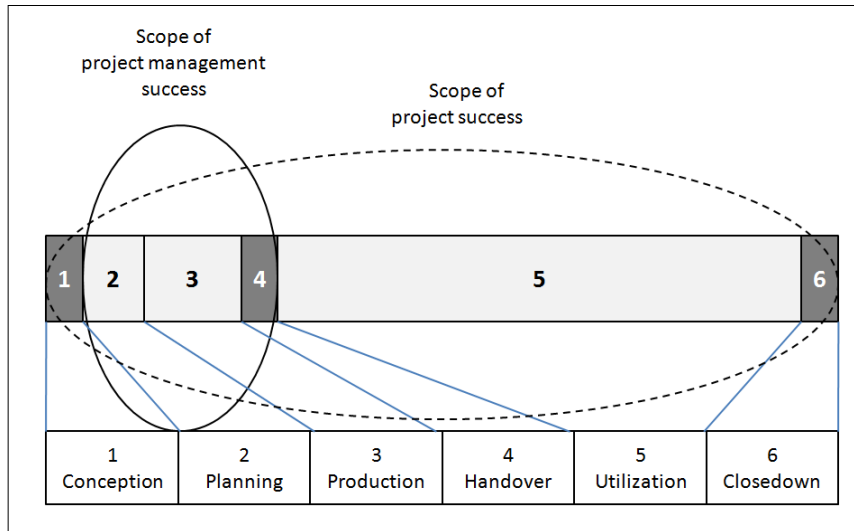 Scope of
project management
success
Scope of
project success
1
2
3
4
5
6
1
Conception
2
Planning
3
Production
4
Handover
5
Utilization
6
Closedown